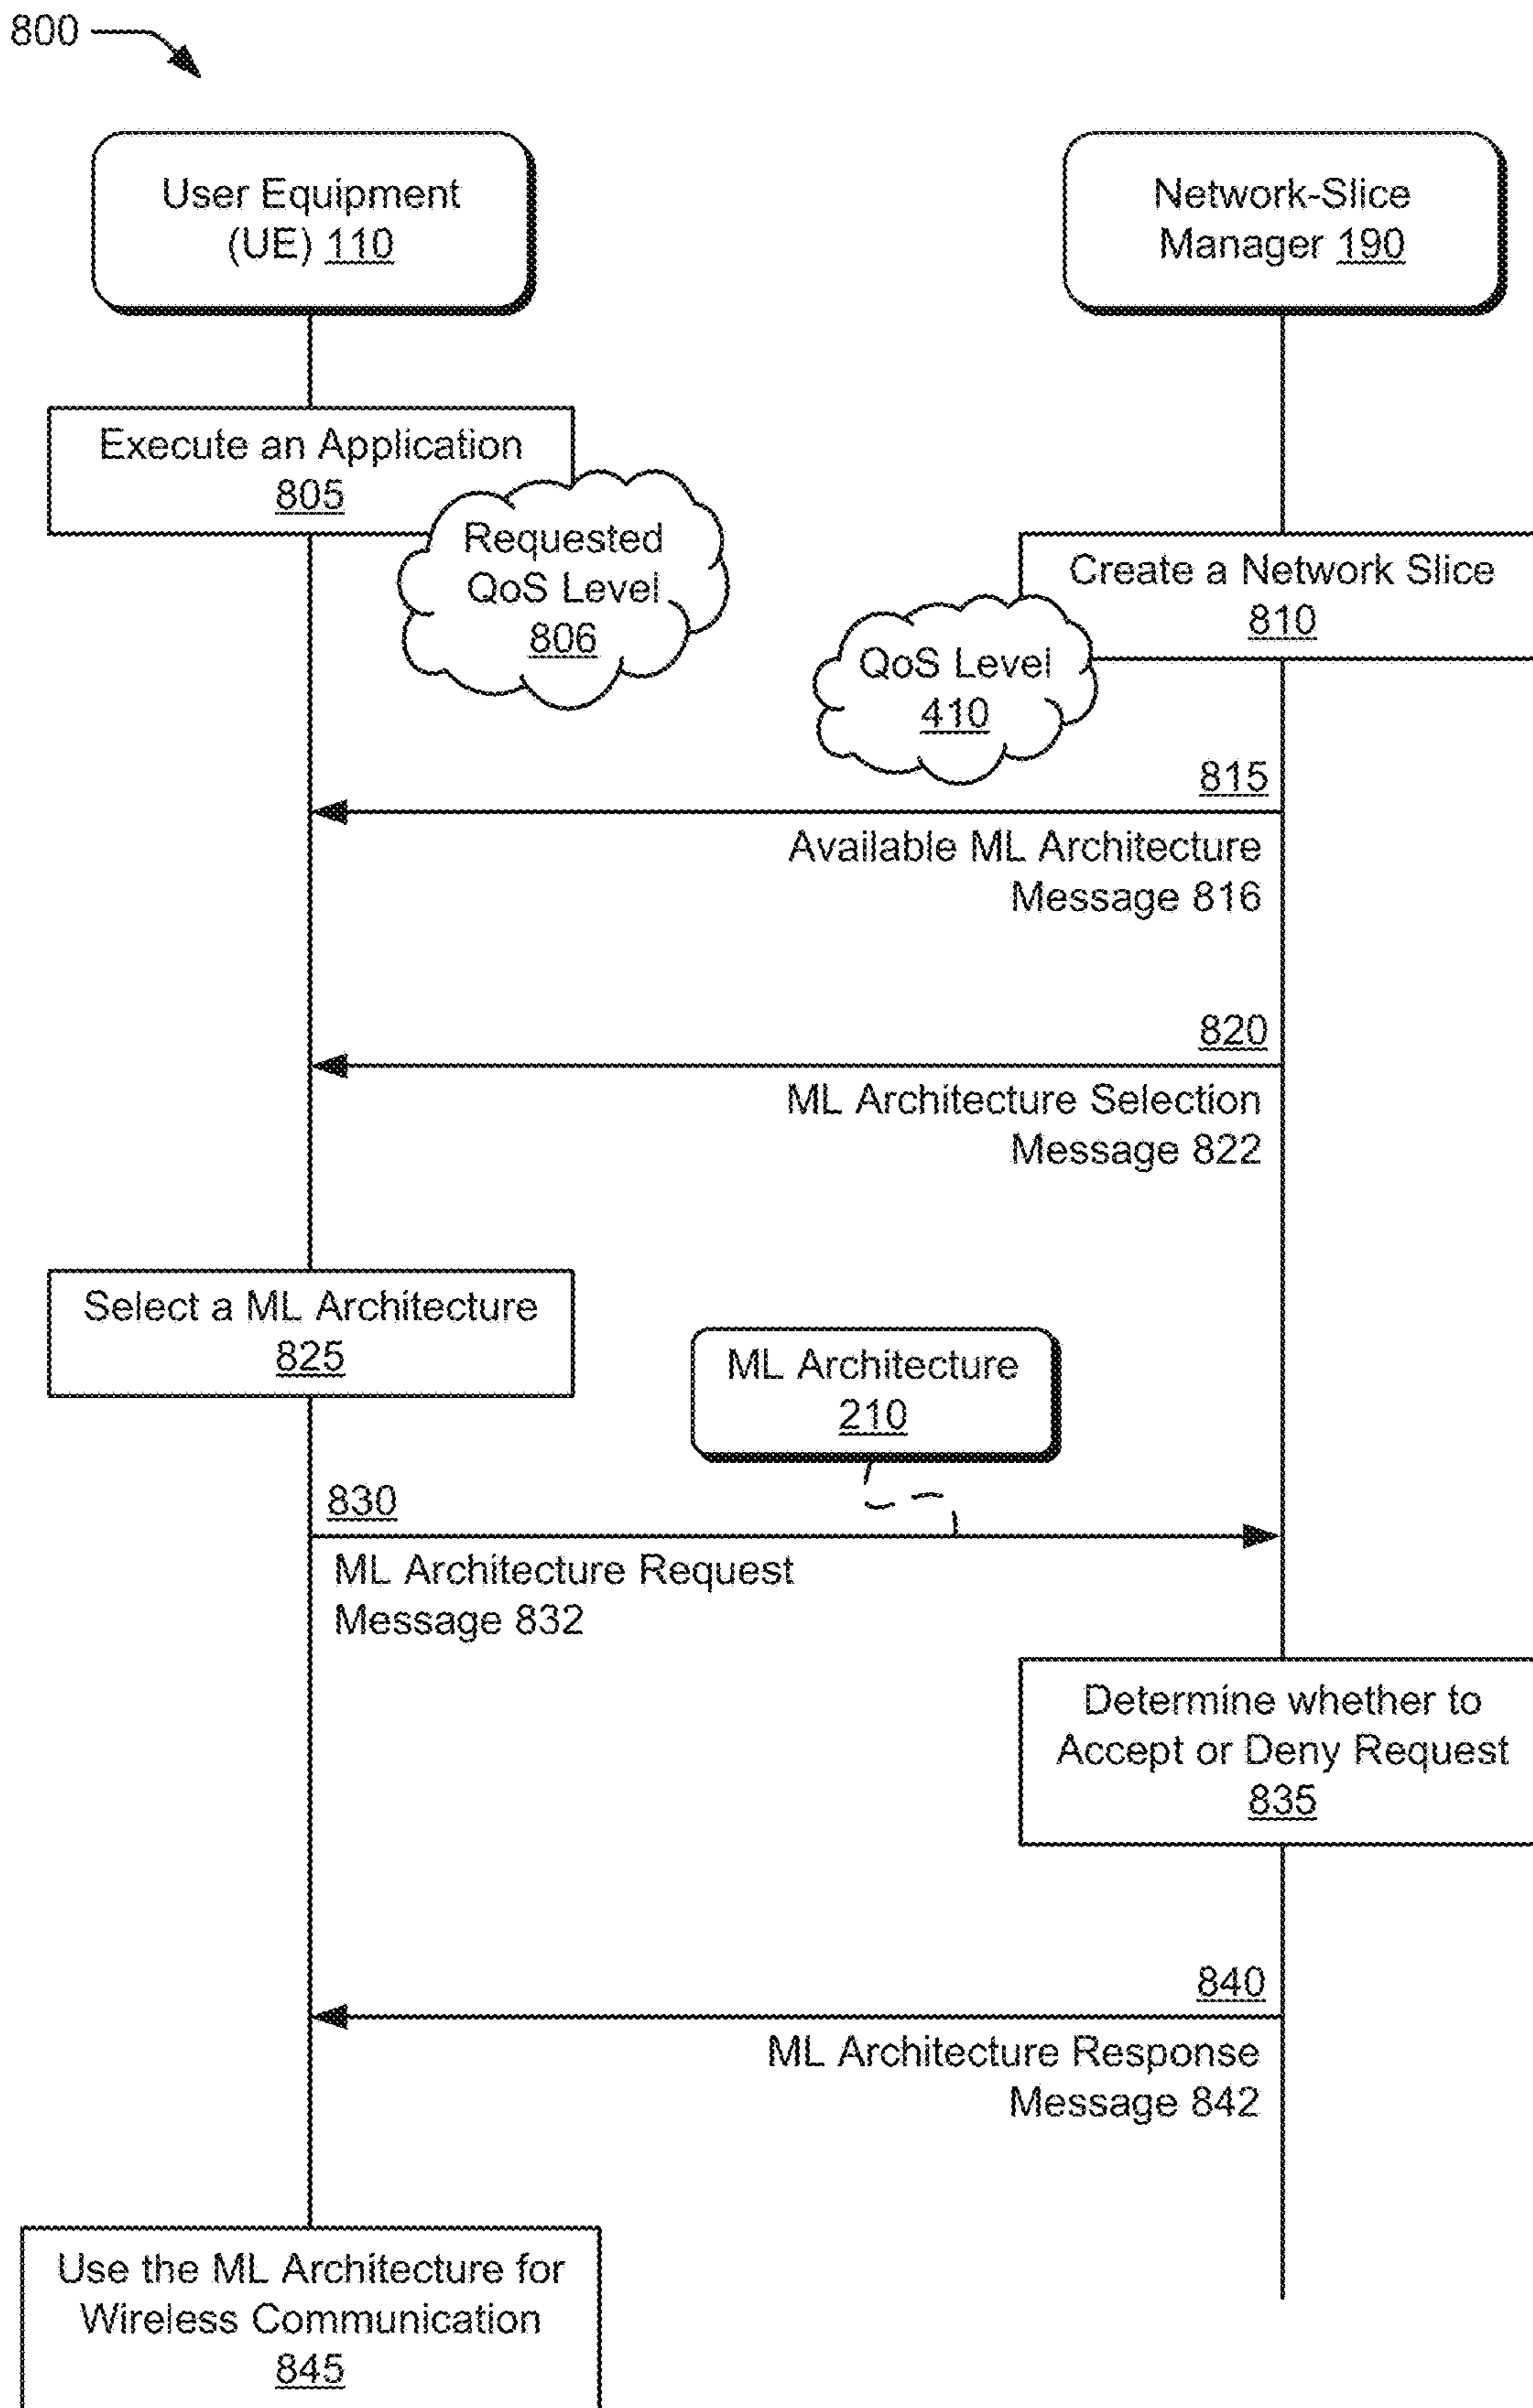 800
User Equipment
(UE) 110
Network-Slice
Manager 190
Execute an Application
805
Requested
QoS Level
806
Create a Network Slice
810
QoS Level
410
815
Available ML Architecture
Message 816
820
ML Architecture Selection
Message 822
Select a ML Architecture
825
ML Architecture
210
830
ML Architecture Request
Message 832
Determine whether to
Accept or Deny Request
835
840
ML Architecture Response
Message 842
Use the ML Architecture for
Wireless Communication
845